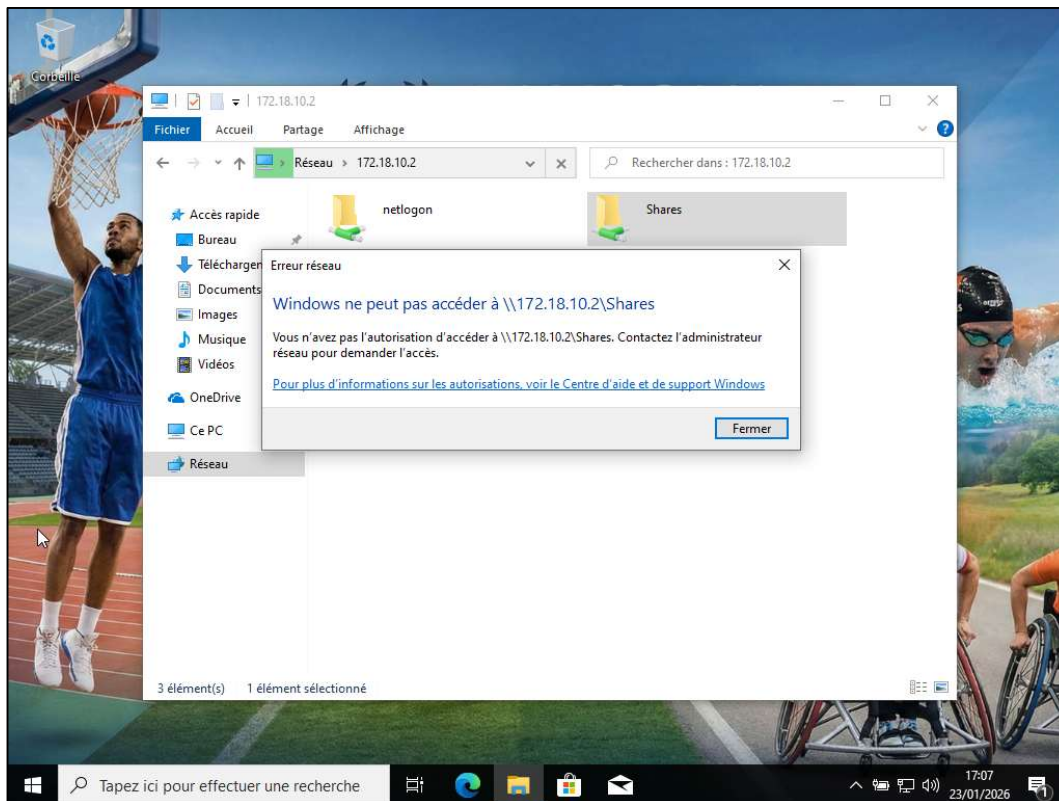 Corbeille
172.18.10.2
Fichier Accueil Partage Affichage
Réseau > 172.18.10.2
Rechercher dans : 172.18.10.2
Accès rapide
Bureau
Téléchargen
Documents
Images
Musique
Vidéos
OneDrive
Ce PC
Réseau
netlogon
Shares
Erreur réseau
Windows ne peut pas accéder à \\172.18.10.2\Shares
Vous n'avez pas l'autorisation d'accéder à \\172.18.10.2\Shares. Contactez l'administrateur
réseau pour demander l'accès.
Pour plus d'informations sur les autorisations, voir le Centre d'aide et de support Windows
Fermer
3 élément(s) 1 élément sélectionné
Tapez ici pour effectuer une recherche
17:07
23/01/2026
1